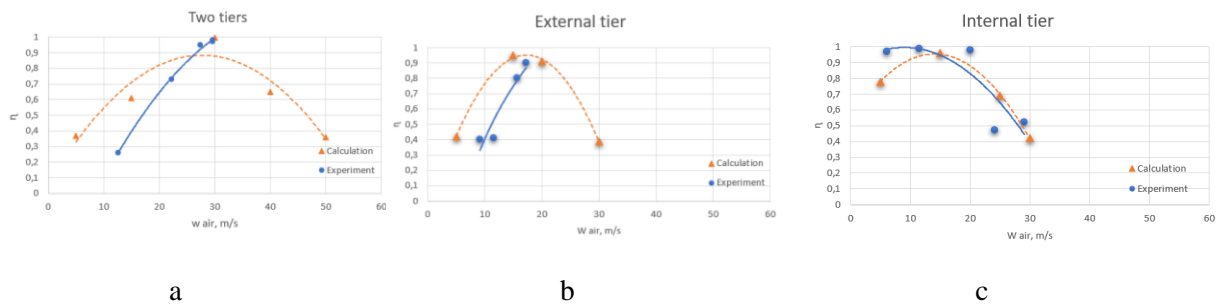 Two tiers
1
0,9
0,8
0,7
0,6
0,5
0,4
0,3
0,2
0,1
0
η
0 10 20 30 40 50 60
w air, m/s
Calculation
Experiment
a
External tier
1
0,9
0,8
0,7
0,6
0,5
0,4
0,3
0,2
0,1
0
η
0 10 20 30 40 50 60
W air, m/s
Calculation
Experiment
b
Internal tier
1
0,9
0,8
0,7
0,6
0,5
0,4
0,3
0,2
0,1
0
η
0 10 20 30 40 50 60
W air, m/s
Calculation
Experiment
c